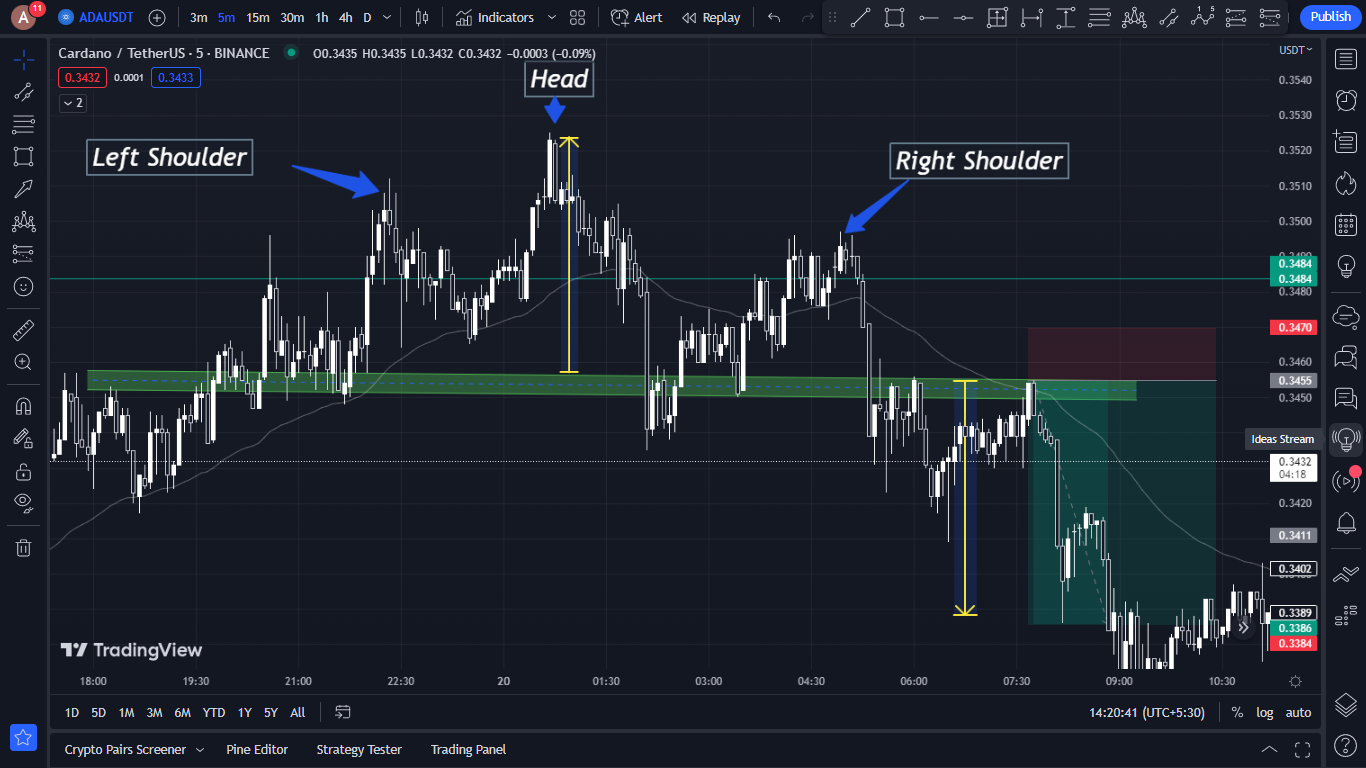 A
11
ADAUSDT
3m 5m 15m 30m 1h 4h D
Indicators
Alert
Replay
Publish
Cardano / TetherUS · 5 · BINANCE
O0.3435 H0.3435 L0.3432 C0.3432 −0.0003 (−0.09%)
USDT
0.3432 0.0001 0.3433
2
Head
Left Shoulder
Right Shoulder
0.3540
0.3530
0.3520
0.3510
0.3500
0.3484
0.3484
0.3480
0.3470
0.3460
0.3455
0.3450
Ideas Stream
0.3432
04:18
0.3420
0.3411
0.3402
0.3389
0.3386
0.3384
TradingView
18:00 19:30 21:00 22:30 20 01:30 03:00 04:30 06:00 07:30 09:00 10:30
1D 5D 1M 3M 6M YTD 1Y 5Y All
14:20:41 (UTC+5:30) % log auto
Crypto Pairs Screener Pine Editor Strategy Tester Trading Panel